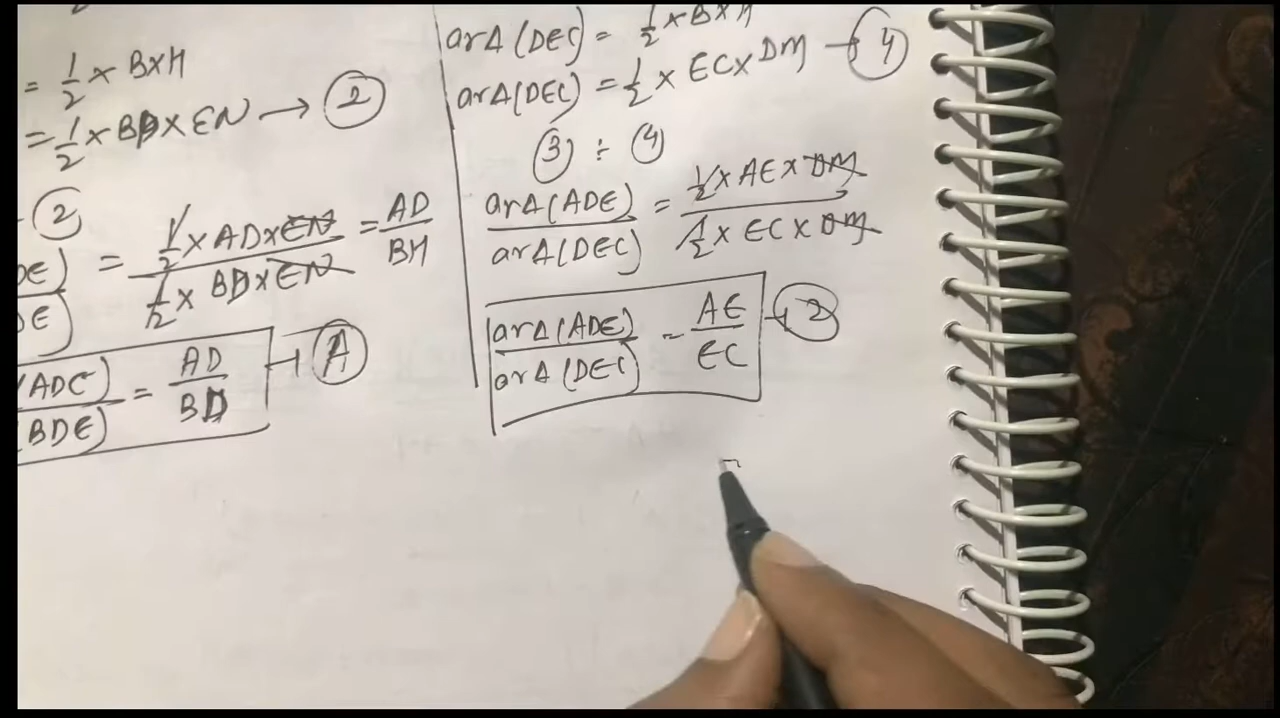 = 1/2 × B×H
= 1/2 × BD × EN → ②
②
DE) = 1/2 × AD × EN = AD
DE) 1/2 × BD × EN BH
(ADC) = AD → Ⓐ
(BDE) BD
arΔ(DEC) = 1/2 × B×H
arΔ(DEC) = 1/2 × EC × DM → ④
③ ÷ ④
arΔ(ADE) = 1/2 × AE × DM
arΔ(DEC) 1/2 × EC × DM
arΔ(ADE) = AE → ②
arΔ(DEC) EC